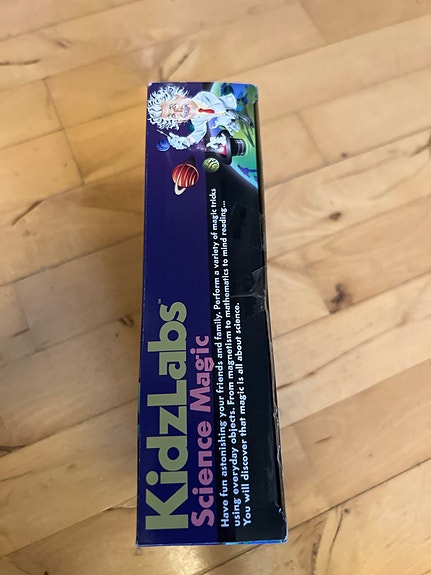 KidzLabs™
Science Magic
Have fun astonishing your friends and family. Perform a variety of magic tricks
using everyday objects. From magnetism to mathematics to mind reading...
You will discover that magic is all about science.